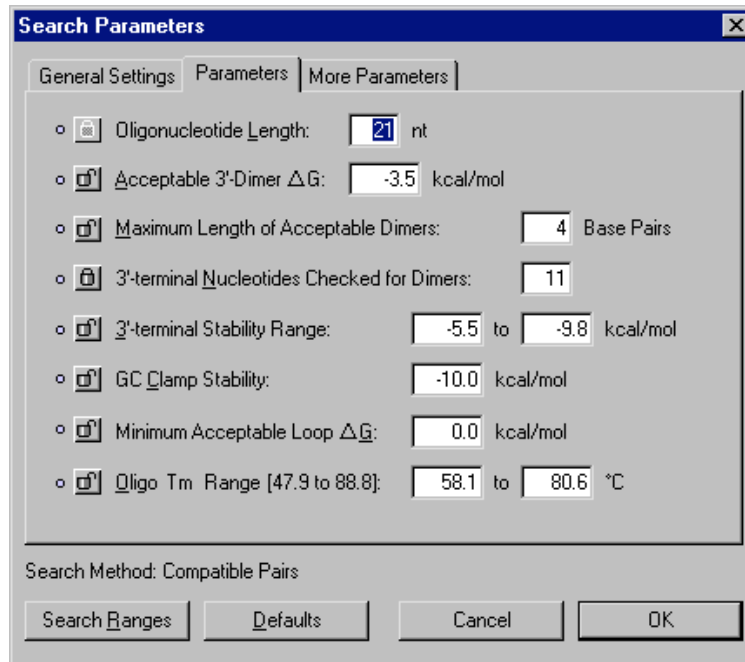 Search Parameters
General Settings Parameters More Parameters
Oligonucleotide Length: 21 nt
Acceptable 3'-Dimer ΔG: -3.5 kcal/mol
Maximum Length of Acceptable Dimers: 4 Base Pairs
3'-terminal Nucleotides Checked for Dimers: 11
3'-terminal Stability Range: -5.5 to -9.8 kcal/mol
GC Clamp Stability: -10.0 kcal/mol
Minimum Acceptable Loop ΔG: 0.0 kcal/mol
Oligo Tm Range [47.9 to 88.8]: 58.1 to 80.6 °C
Search Method: Compatible Pairs
Search Ranges Defaults Cancel OK